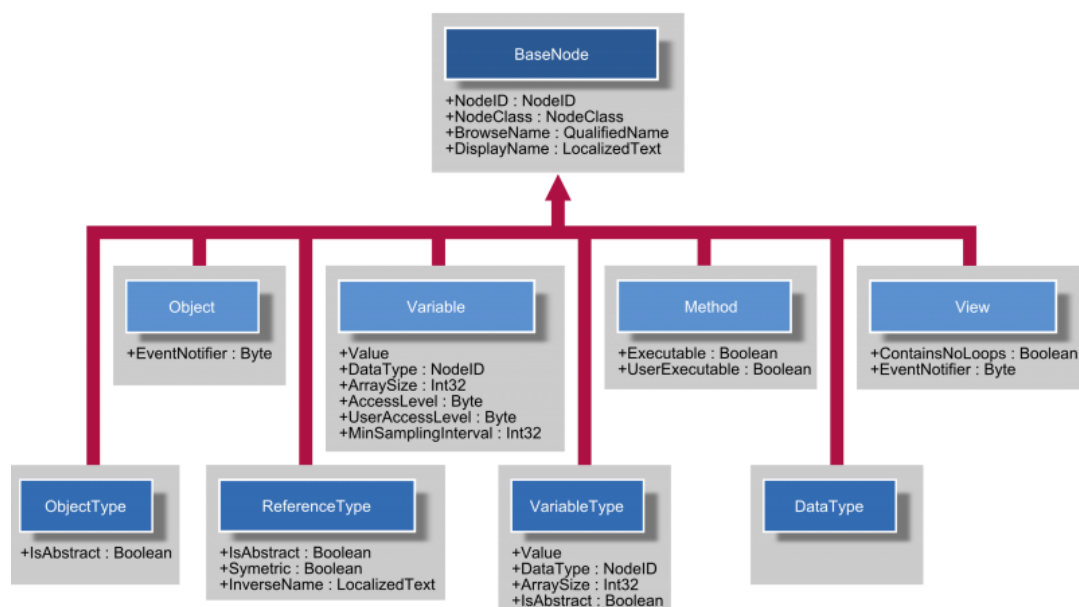 BaseNode
+NodeID : NodeID
+NodeClass : NodeClass
+BrowseName : QualifiedName
+DisplayName : LocalizedText
Object
+EventNotifier : Byte
Variable
+Value
+DataType : NodeID
+ArraySize : Int32
+AccessLevel : Byte
+UserAccessLevel : Byte
+MinSamplingInterval : Int32
Method
+Executable : Boolean
+UserExecutable : Boolean
View
+ContainsNoLoops : Boolean
+EventNotifier : Byte
ObjectType
+IsAbstract : Boolean
ReferenceType
+IsAbstract : Boolean
+Symetric : Boolean
+InverseName : LocalizedText
VariableType
+Value
+DataType : NodeID
+ArraySize : Int32
+IsAbstract : Boolean
DataType